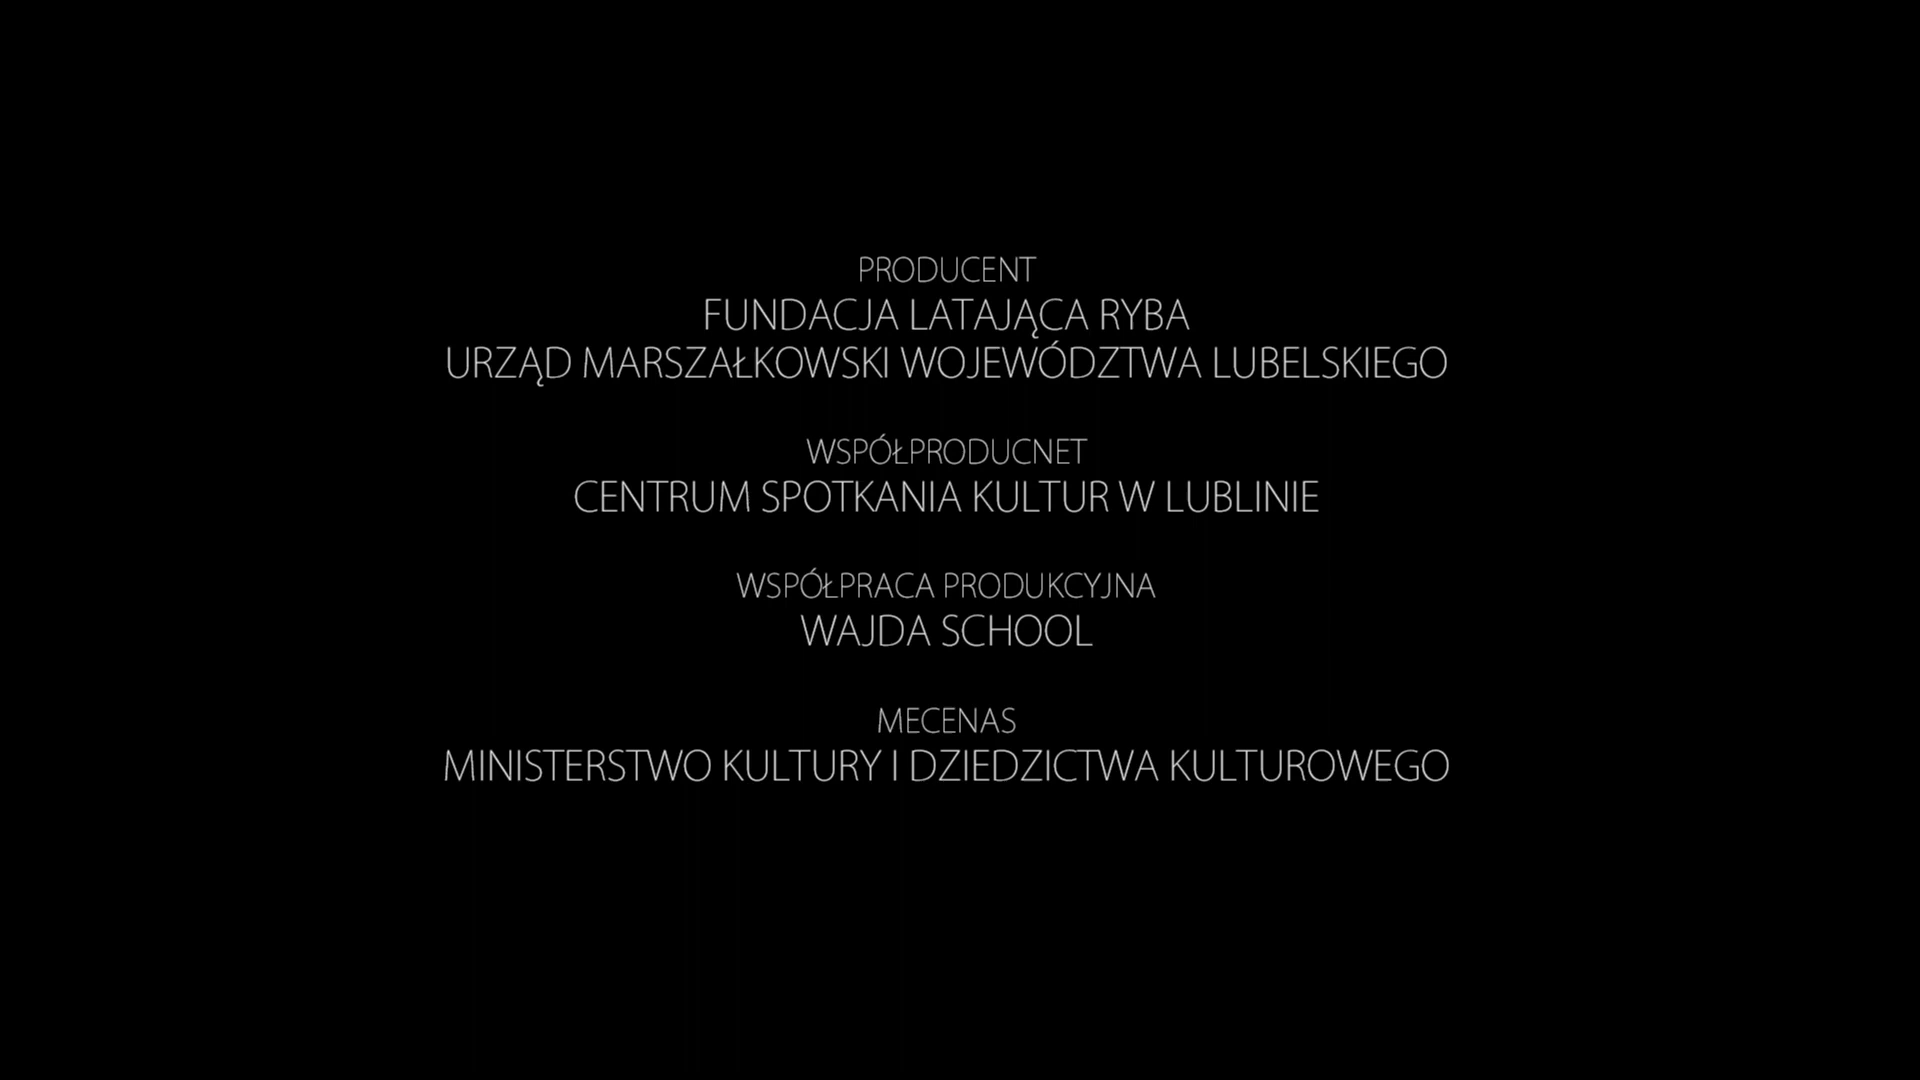 PRODUCENT
FUNDACJA LATAJĄCA RYBA
URZĄD MARSZAŁKOWSKI WOJEWÓDZTWA LUBELSKIEGO
WSPÓŁPRODUCNET
CENTRUM SPOTKANIA KULTUR W LUBLINIE
WSPÓŁPRACA PRODUKCYJNA
WAJDA SCHOOL
MECENAS
MINISTERSTWO KULTURY I DZIEDZICTWA KULTUROWEGO